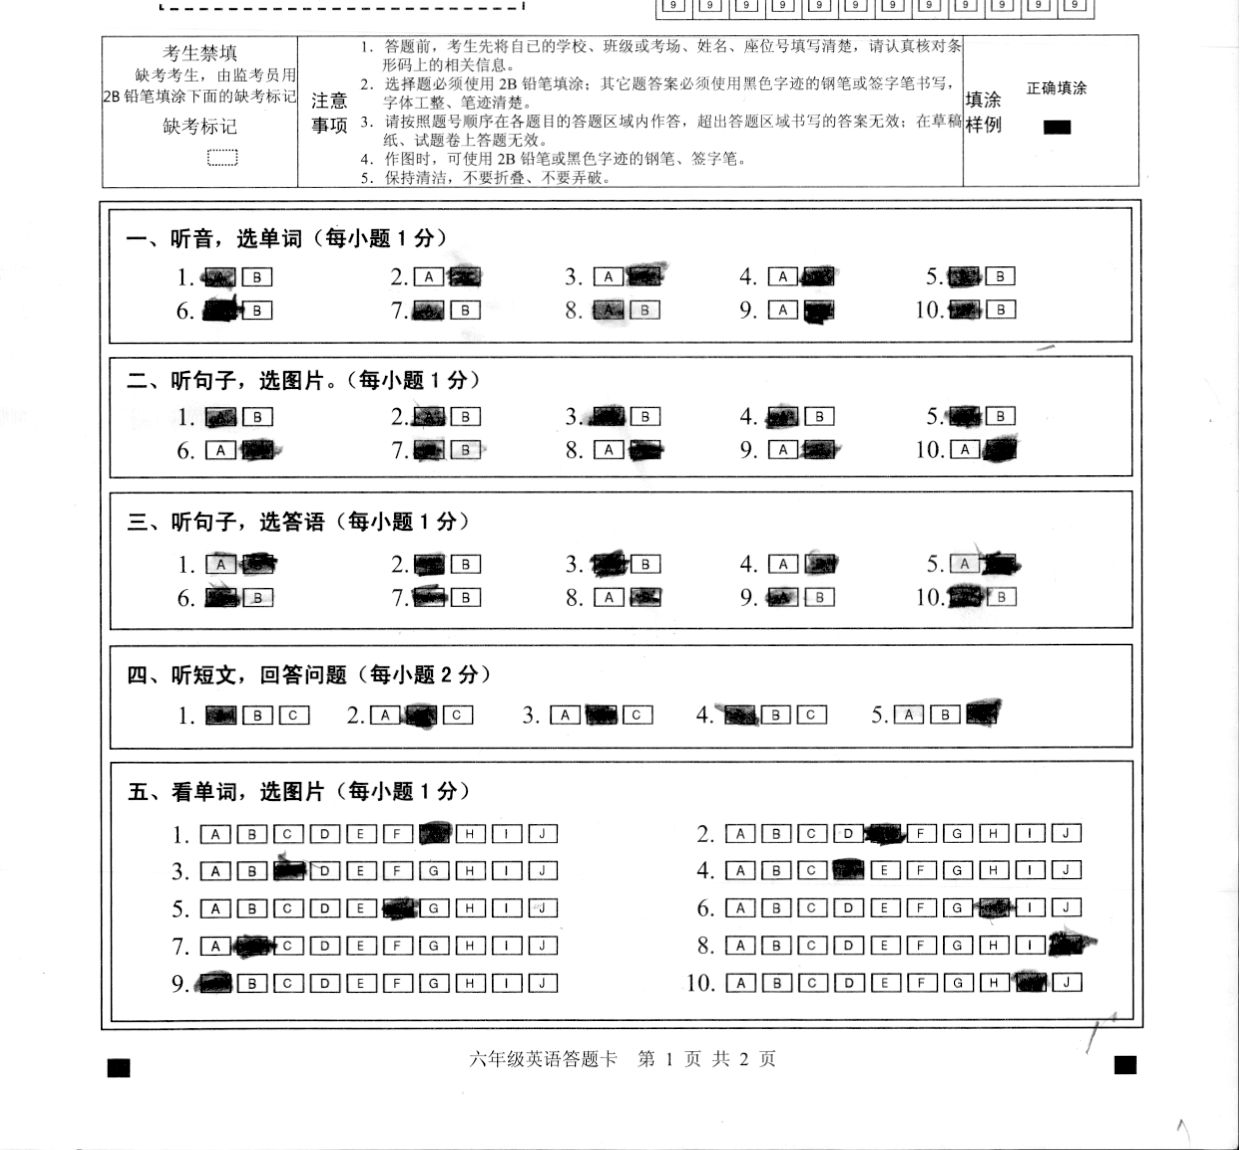 9 9 9 9 9 9 9 9 9 9 9 9
考生禁填
缺考考生，由监考员用
2B 铅笔填涂下面的缺考标记
缺考标记
注意
事项
1. 答题前，考生先将自已的学校、班级或考场、姓名、座位号填写清楚，请认真核对条
形码上的相关信息。
2. 选择题必须使用 2B 铅笔填涂；其它题答案必须使用黑色字迹的钢笔或签字笔书写，
字体工整、笔迹清楚。
3. 请按照题号顺序在各题目的答题区域内作答，超出答题区域书写的答案无效；在草稿
纸、试题卷上答题无效。
4. 作图时，可使用 2B 铅笔或黑色字迹的钢笔、签字笔。
5. 保持清洁，不要折叠、不要弄破。
填涂
样例
正确填涂
一、听音，选单词（每小题 1 分）
1. A B 2. A 3. A 4. A 5. B
6. B 7. A B 8. A B 9. A 10. B
二、听句子，选图片。（每小题 1 分）
1. A B 2. A B 3. B 4. A B 5. B
6. A 7. B 8. A 9. A 10. A
三、听句子，选答语（每小题 1 分）
1. A 2. B 3. B 4. A 5. A
6. B 7. B 8. A 9. A B 10. B
四、听短文，回答问题（每小题 2 分）
1. B C 2. A C 3. A C 4. B C 5. A B
五、看单词，选图片（每小题 1 分）
1. A B C D E F H I J 2. A B C D F G H I J
3. A B D E F G H I J 4. A B C E F G H I J
5. A B C D E G H I J 6. A B C D E F G I J
7. A C D E F G H I J 8. A B C D E F G H I
9. B C D E F G H I J 10. A B C D E F G H J
六年级英语答题卡 第 1 页 共 2 页